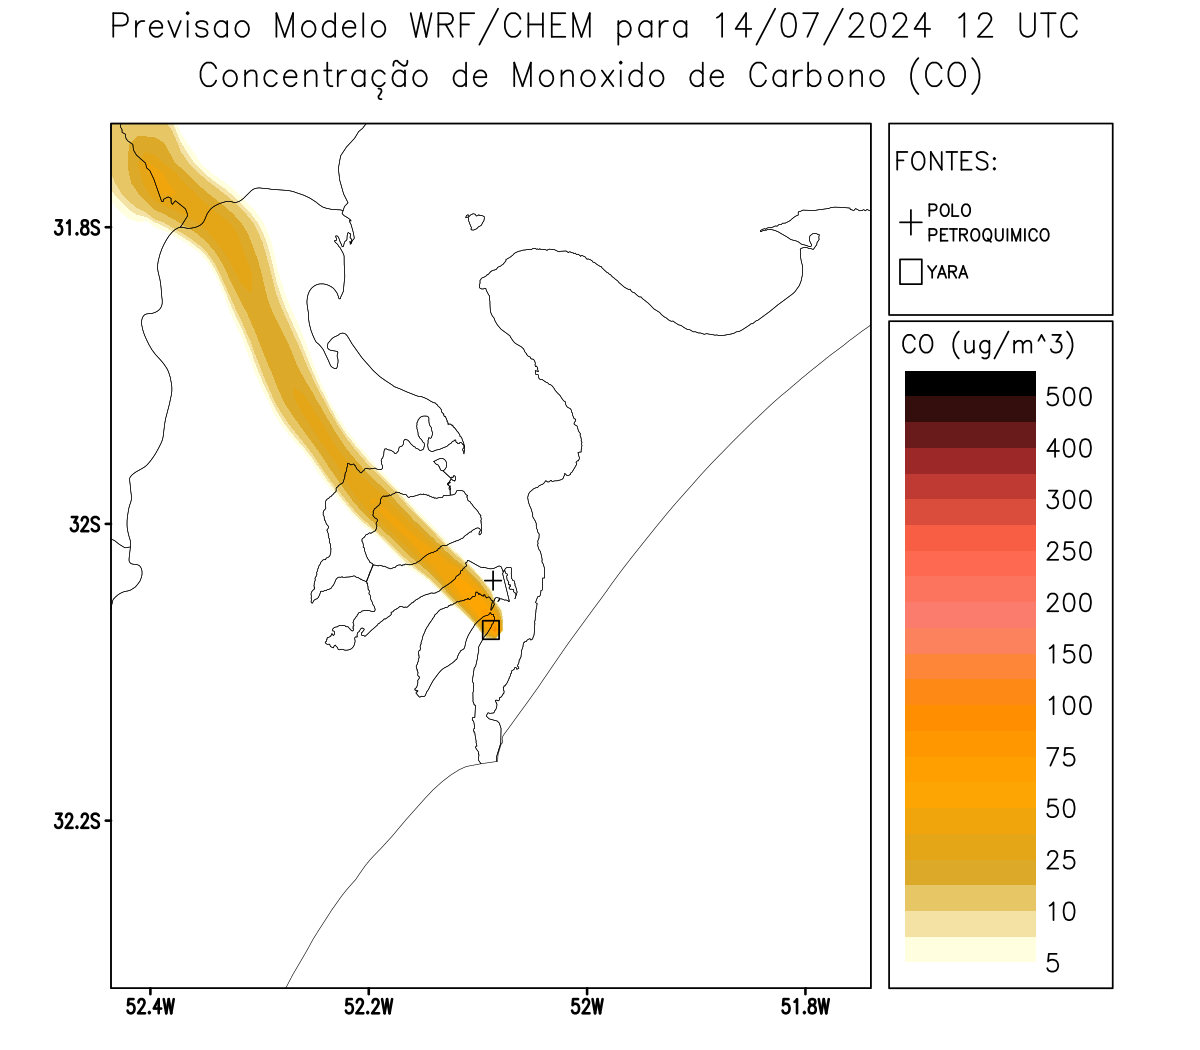 Previsao Modelo WRF/CHEM para 14/07/2024 12 UTC
Concentração de Monoxido de Carbono (CO)
FONTES:
POLO
PETROQUIMICO
YARA
CO (ug/m^3)
500
400
300
250
200
150
100
75
50
25
10
5
31.8S
32S
32.2S
52.4W
52.2W
52W
51.8W